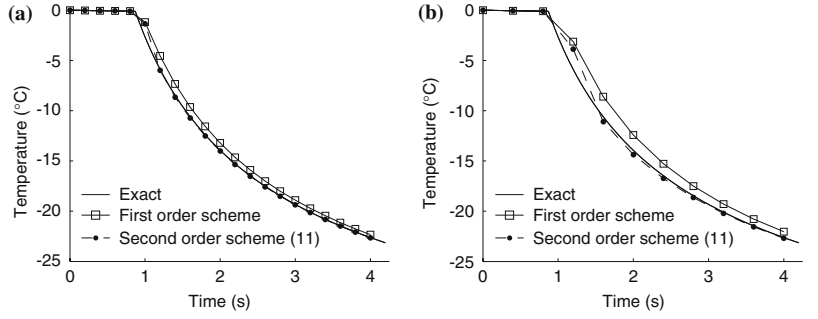 (a)
0
-5
-10
-15
-20
-25
Temperature (°C)
Exact
First order scheme
Second order scheme (11)
0
1
2
3
4
Time (s)
(b)
0
-5
-10
-15
-20
-25
Temperature (°C)
Exact
First order scheme
Second order scheme (11)
0
1
2
3
4
Time (s)